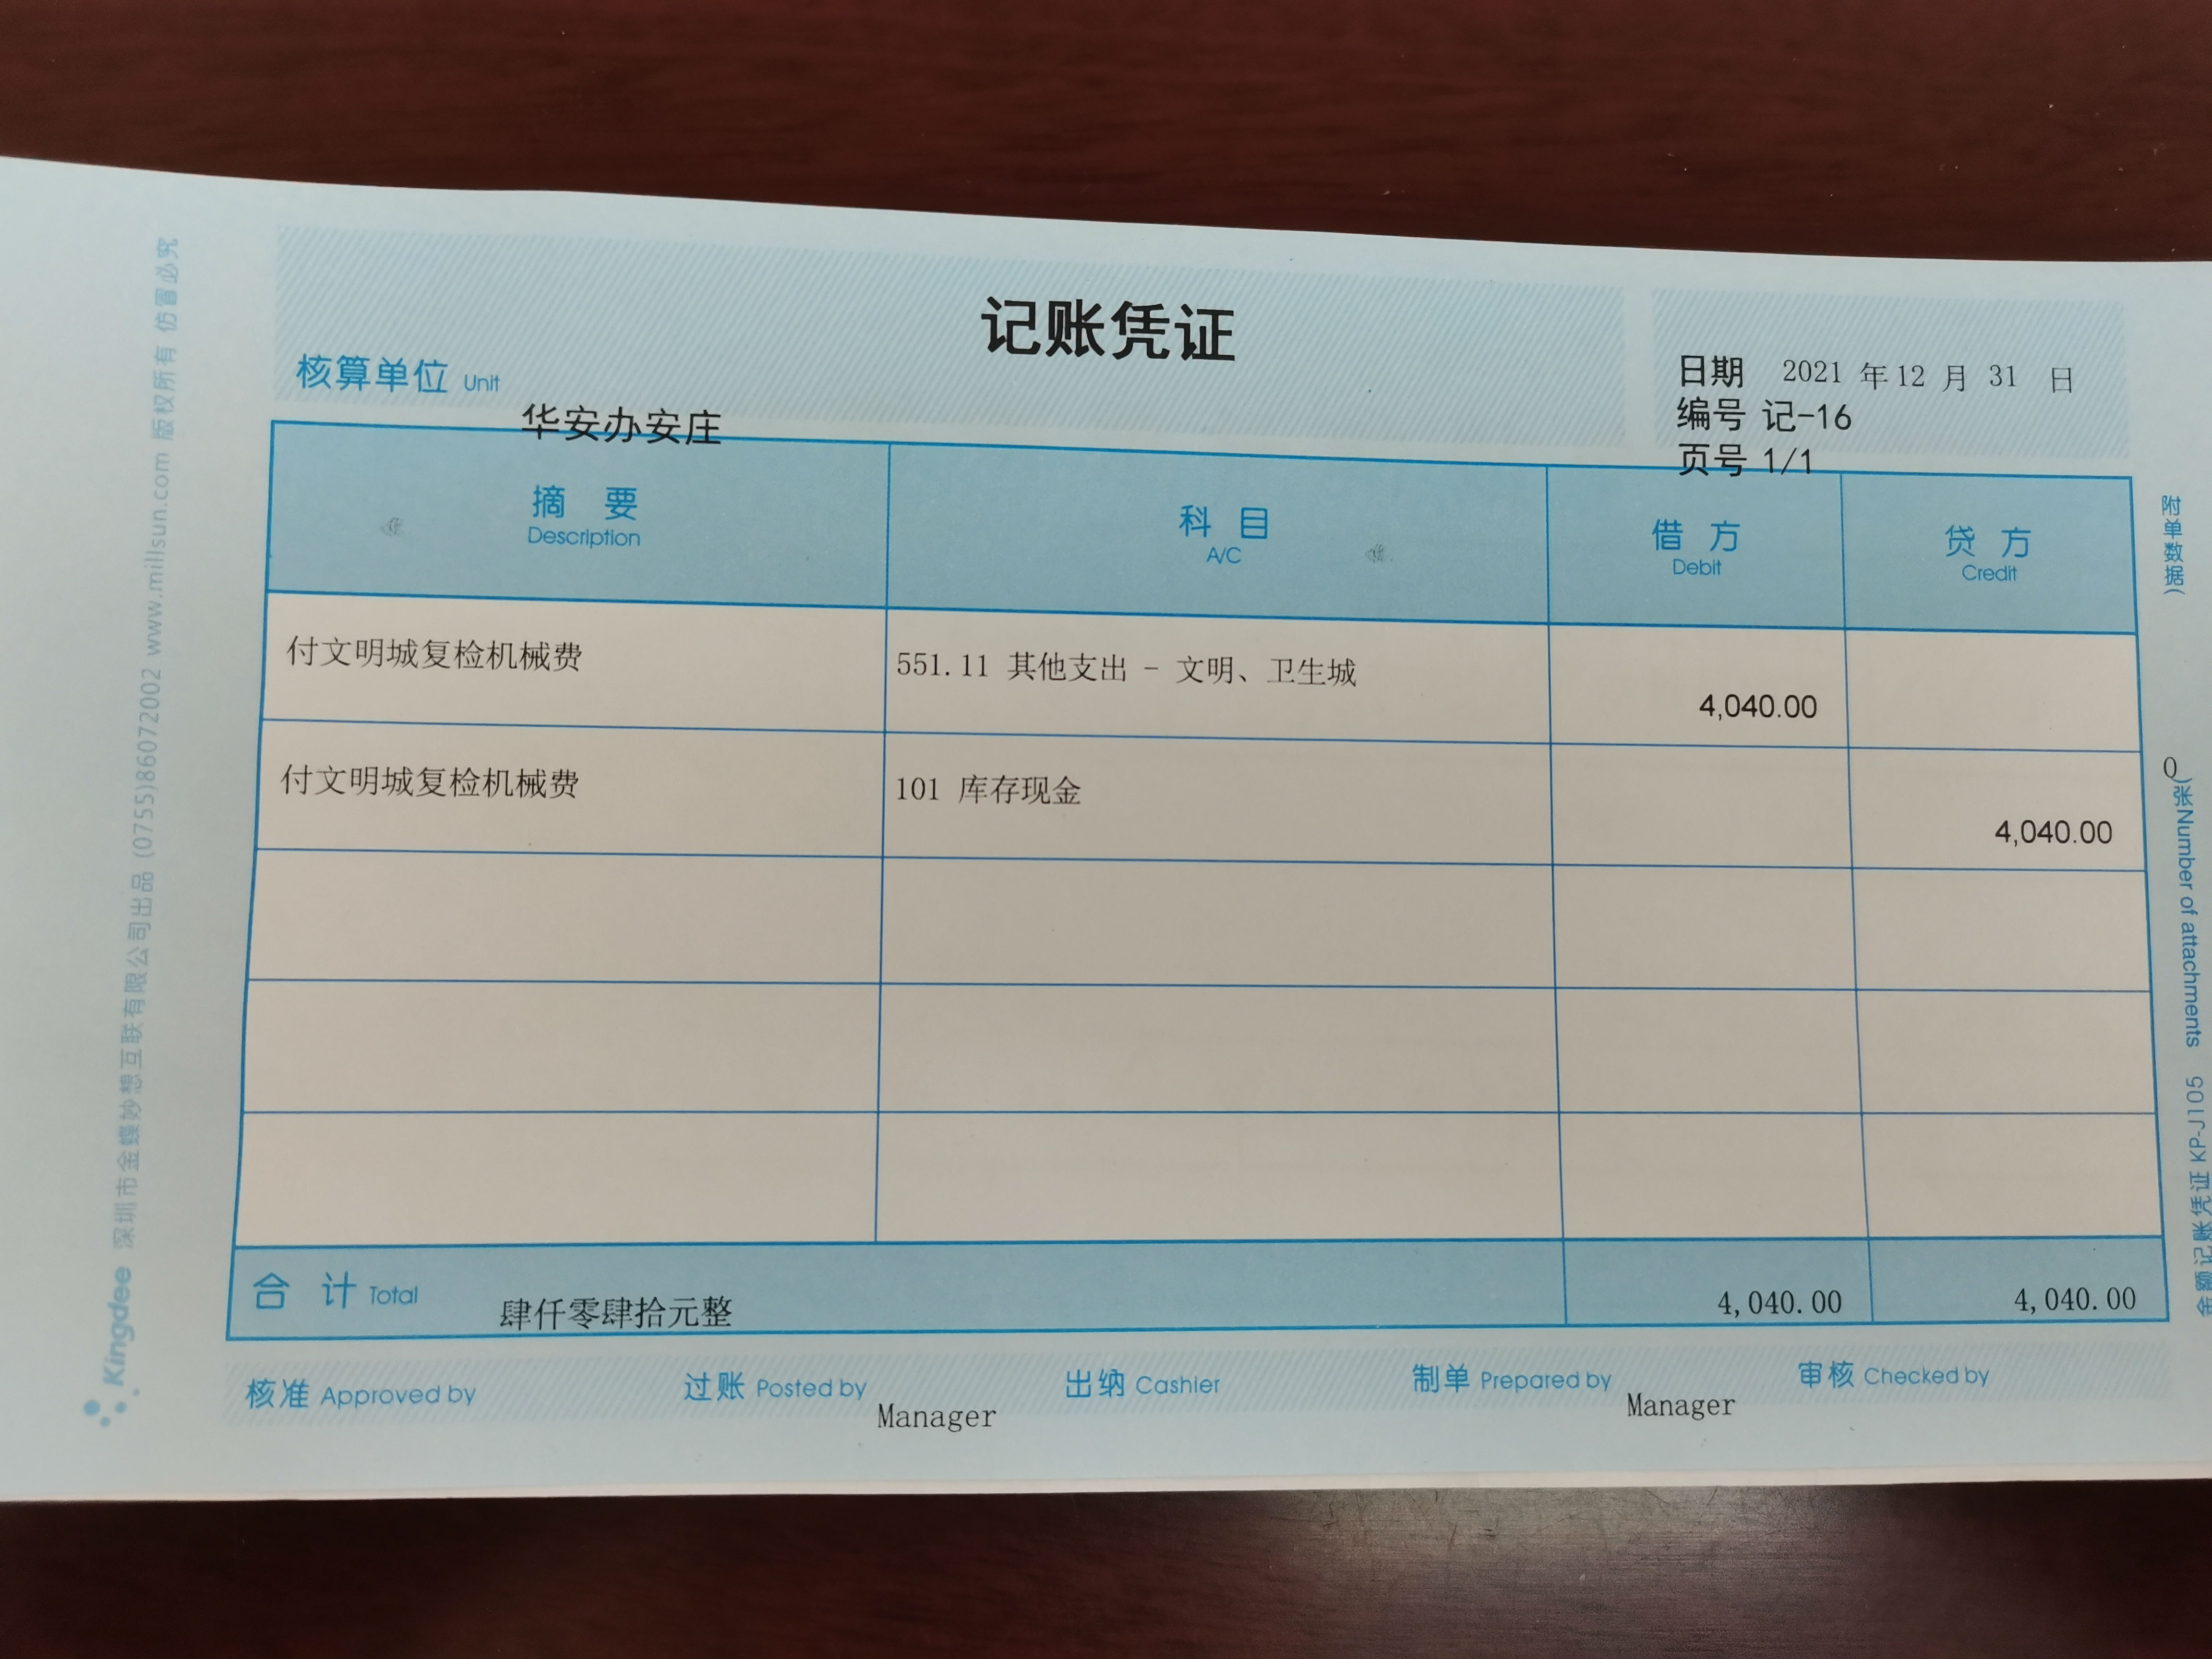 记账凭证
核算单位 Unit
华安办安庄
日期 2021 年 12 月 31 日
编号 记-16
页号 1/1
摘 要 科 目 借 方 贷 方
Description A/C Debit Credit
付文明城复检机械费 551.11 其他支出 - 文明、卫生城 4,040.00
付文明城复检机械费 101 库存现金 4,040.00
合 计 Total 肆仟零肆拾元整 4,040.00 4,040.00
核准 Approved by 过账 Posted by Manager 出纳 Cashier 制单 Prepared by Manager 审核 Checked by
附单数据( 0 )张Number of attachments 金额记账凭证 KP-J105
Kingdee 深圳市金蝶妙想互联有限公司出品 (0755)86072002 www.millsun.com 版权所有 仿冒必究